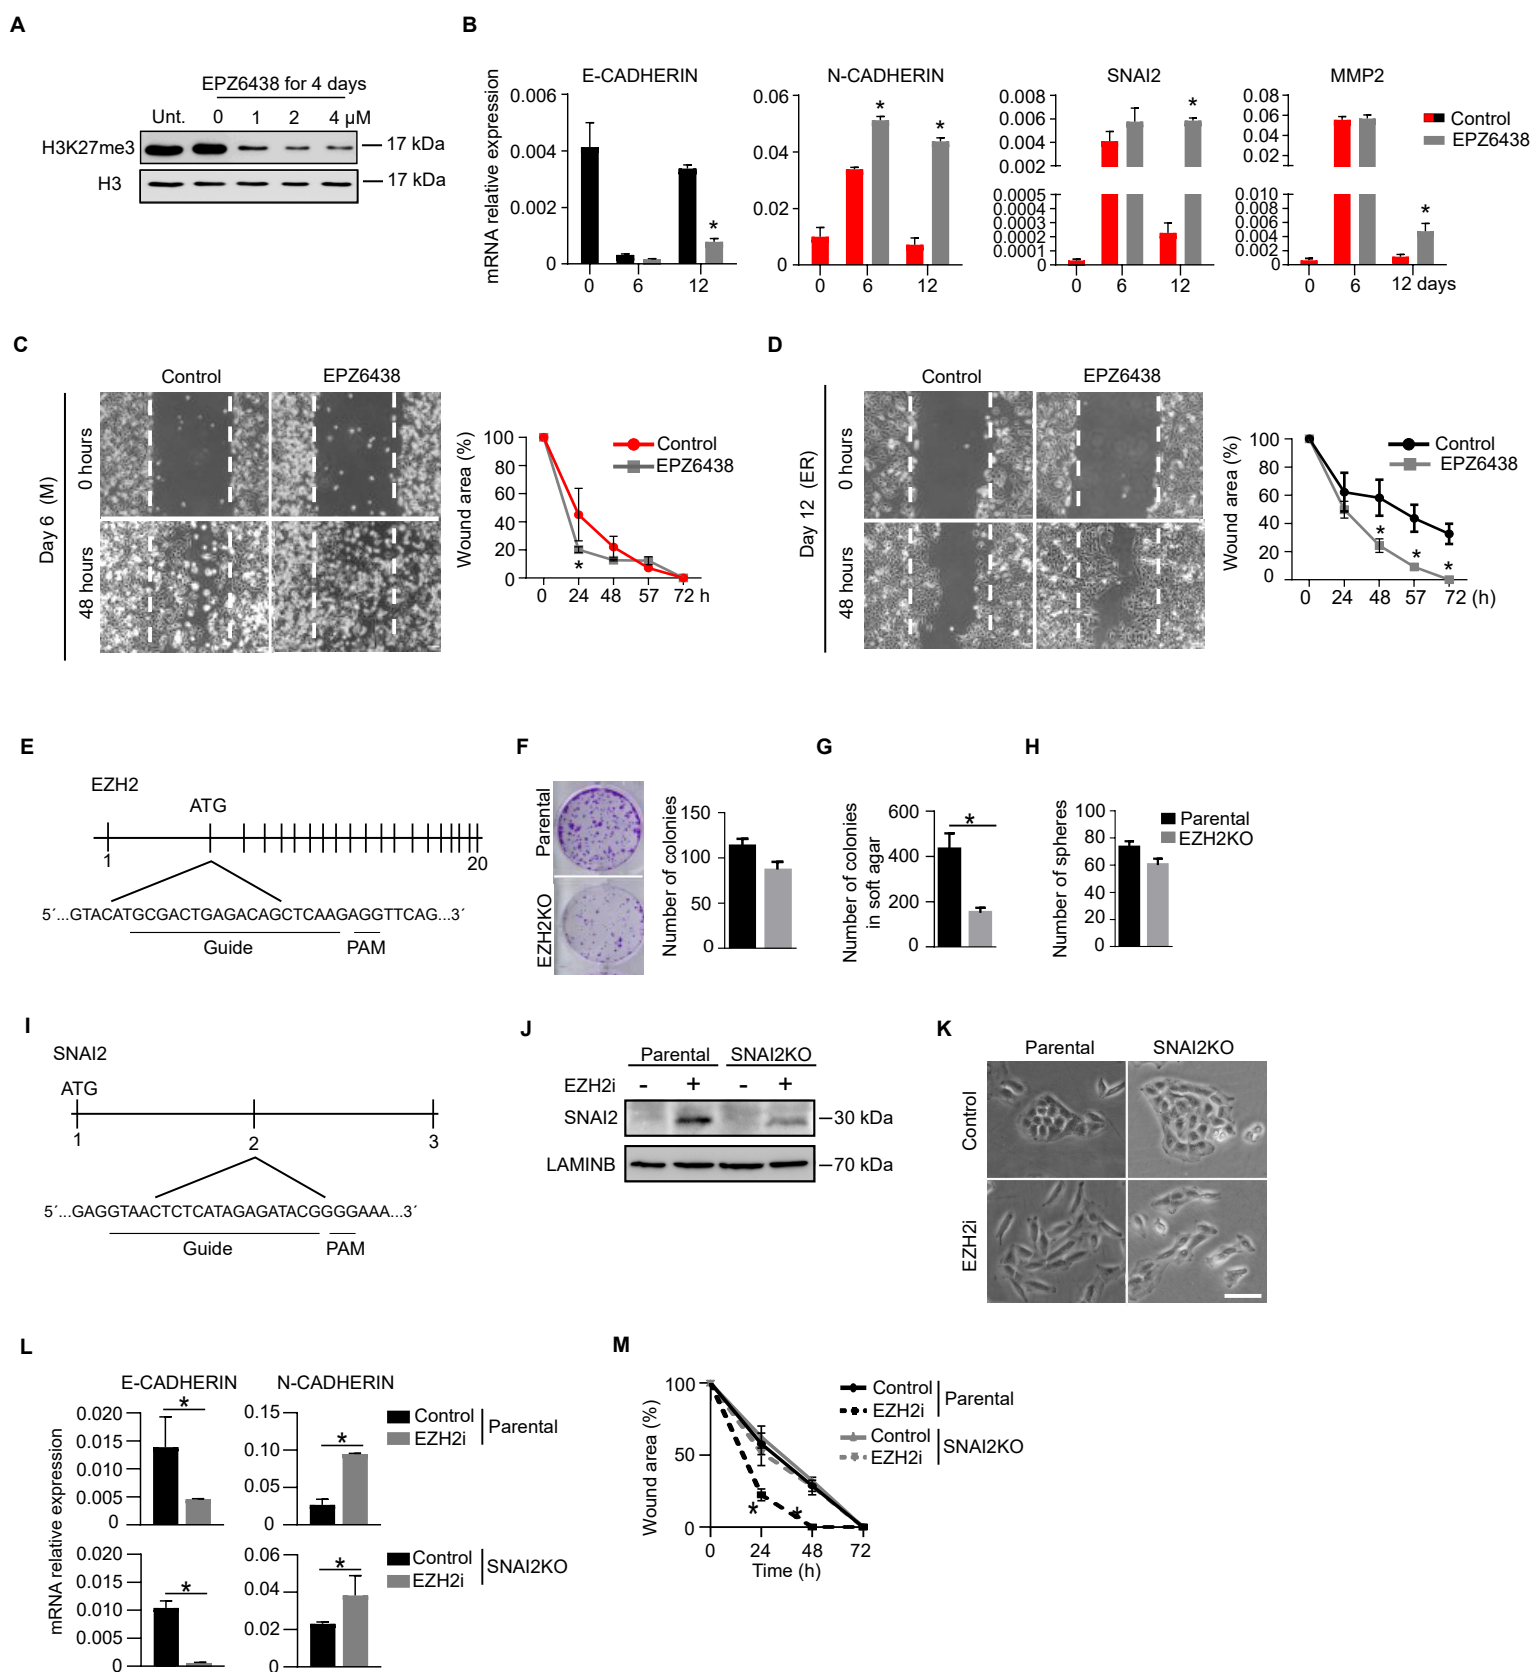 A
EPZ6438 for 4 days
Unt. 0 1 2 4 µM
H3K27me3 17 kDa
H3 17 kDa
B
E-CADHERIN N-CADHERIN SNAI2 MMP2
mRNA relative expression
0.006
0.004
0.002
0
0 6 12
0.06
0.04
0.02
0
0 6 12
*
*
*
0.008
0.006
0.004
0.002
0.0005
0.0004
0.0003
0.0002
0.0001
0
0 6 12
*
0.08
0.06
0.04
0.02
0.010
0.008
0.006
0.004
0.002
0
0 6 12 days
*
Control
EPZ6438
C
Control EPZ6438
Day 6 (M)
0 hours
48 hours
Wound area (%)
100
80
60
40
20
0
0 24 48 57 72 h
*
Control
EPZ6438
D
Control EPZ6438
Day 12 (ER)
0 hours
48 hours
Wound area (%)
100
80
60
40
20
0
0 24 48 57 72 (h)
* * *
Control
EPZ6438
E
EZH2
ATG
1 20
5´...GTACATGCGACTGAGACAGCTCAAGAGGTTCAG...3´
Guide PAM
F
Parental
EZH2KO
Number of colonies
150
100
50
0
G
Number of colonies
in soft agar
600
400
200
0
*
H
Number of spheres
100
80
60
40
20
0
Parental
EZH2KO
I
SNAI2
ATG
1 2 3
5´...GAGGTAACTCTCATAGAGATACGGGGAAA...3´
Guide PAM
J
Parental SNAI2KO
EZH2i - + - +
SNAI2 30 kDa
LAMINB 70 kDa
K
Parental SNAI2KO
Control
EZH2i
L
E-CADHERIN N-CADHERIN
mRNA relative expression
0.020
0.015
0.010
0.005
0
*
0.15
0.10
0.05
0
*
Control
EZH2i
Parental
0.020
0.015
0.010
0.005
0
*
0.06
0.04
0.02
0
*
Control
EZH2i
SNAI2KO
M
Wound area (%)
100
50
0
0 24 48 72
Time (h)
* *
Control
EZH2i
Parental
Control
EZH2i
SNAI2KO